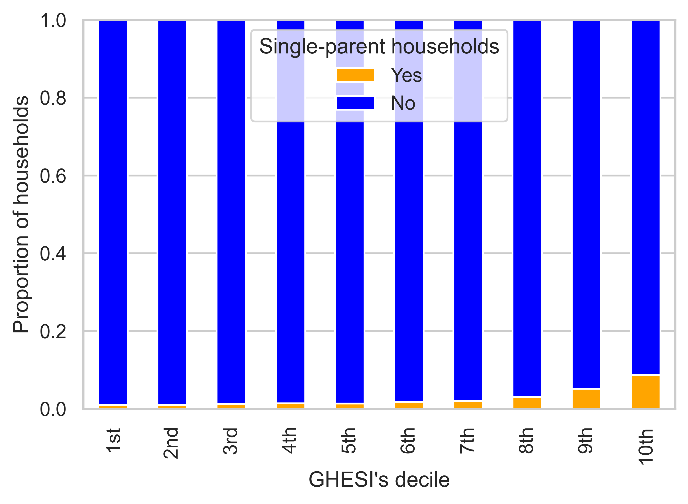 Single-parent households
Yes
No
Proportion of households
1.0
0.8
0.6
0.4
0.2
0.0
1st
2nd
3rd
4th
5th
6th
7th
8th
9th
10th
GHESI's decile